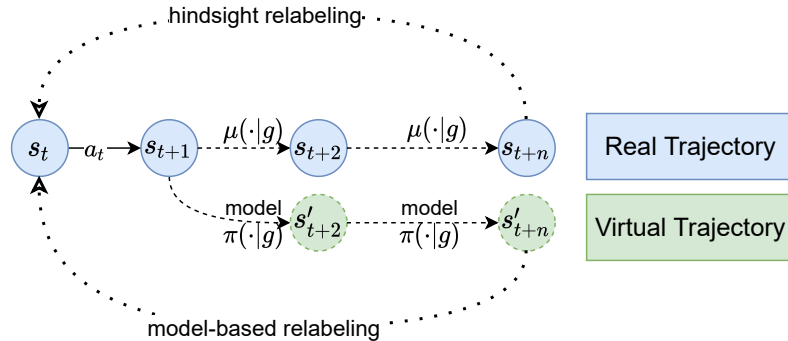 hindsight relabeling
s_t
a_t
s_{t+1}
μ(·|g)
s_{t+2}
μ(·|g)
s_{t+n}
Real Trajectory
model
π(·|g)
s'_{t+2}
model
π(·|g)
s'_{t+n}
Virtual Trajectory
model-based relabeling